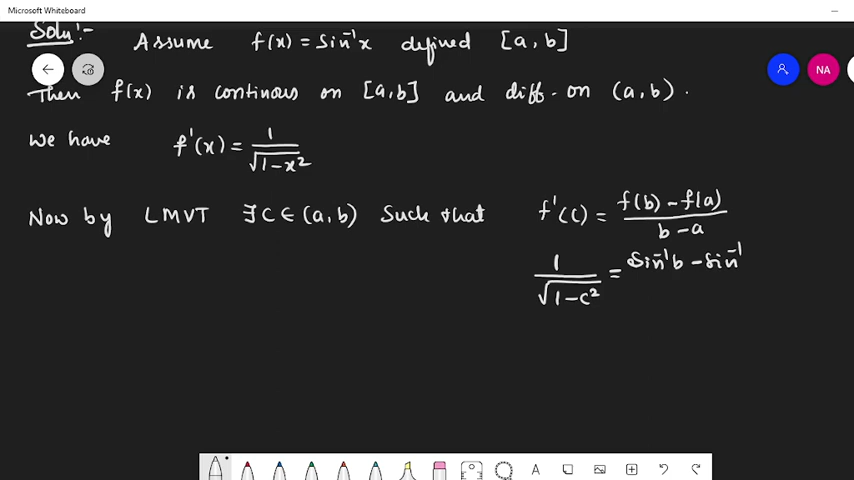 Microsoft Whiteboard
Soln:-
Assume f(x) = Sin⁻¹x defined [a, b]
Then f(x) is continous on [a,b] and diff. on (a, b).
NA
We have f'(x) = 1/√(1-x²)
Now by LMVT ∃ C ∈ (a, b) Such that f'(c) = (f(b) - f(a))/(b - a)
1/√(1-c²) = Sin⁻¹b - Sin⁻¹
A